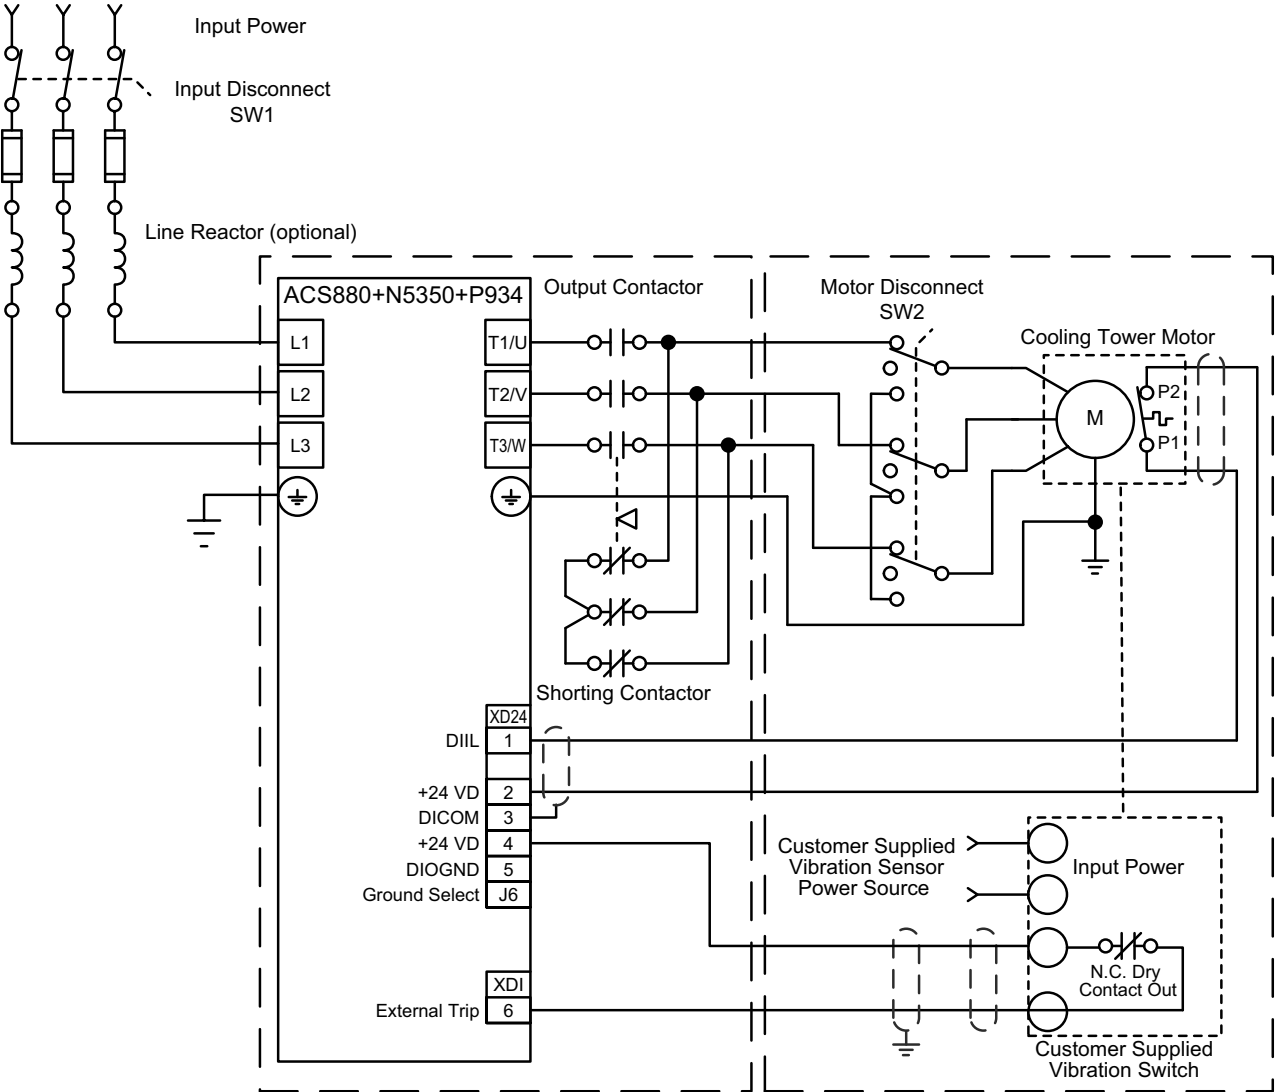 Input Power
Input Disconnect
SW1
Line Reactor (optional)
ACS880+N5350+P934
Output Contactor
Motor Disconnect
SW2
Cooling Tower Motor
L1
T1/U
L2
T2/V
L3
T3/W
M
P2
P1
Shorting Contactor
XD24
DIIL 1
+24 VD 2
DICOM 3
+24 VD 4
DIOGND 5
Ground Select J6
XDI
External Trip 6
Customer Supplied
Vibration Sensor
Power Source
Input Power
N.C. Dry
Contact Out
Customer Supplied
Vibration Switch